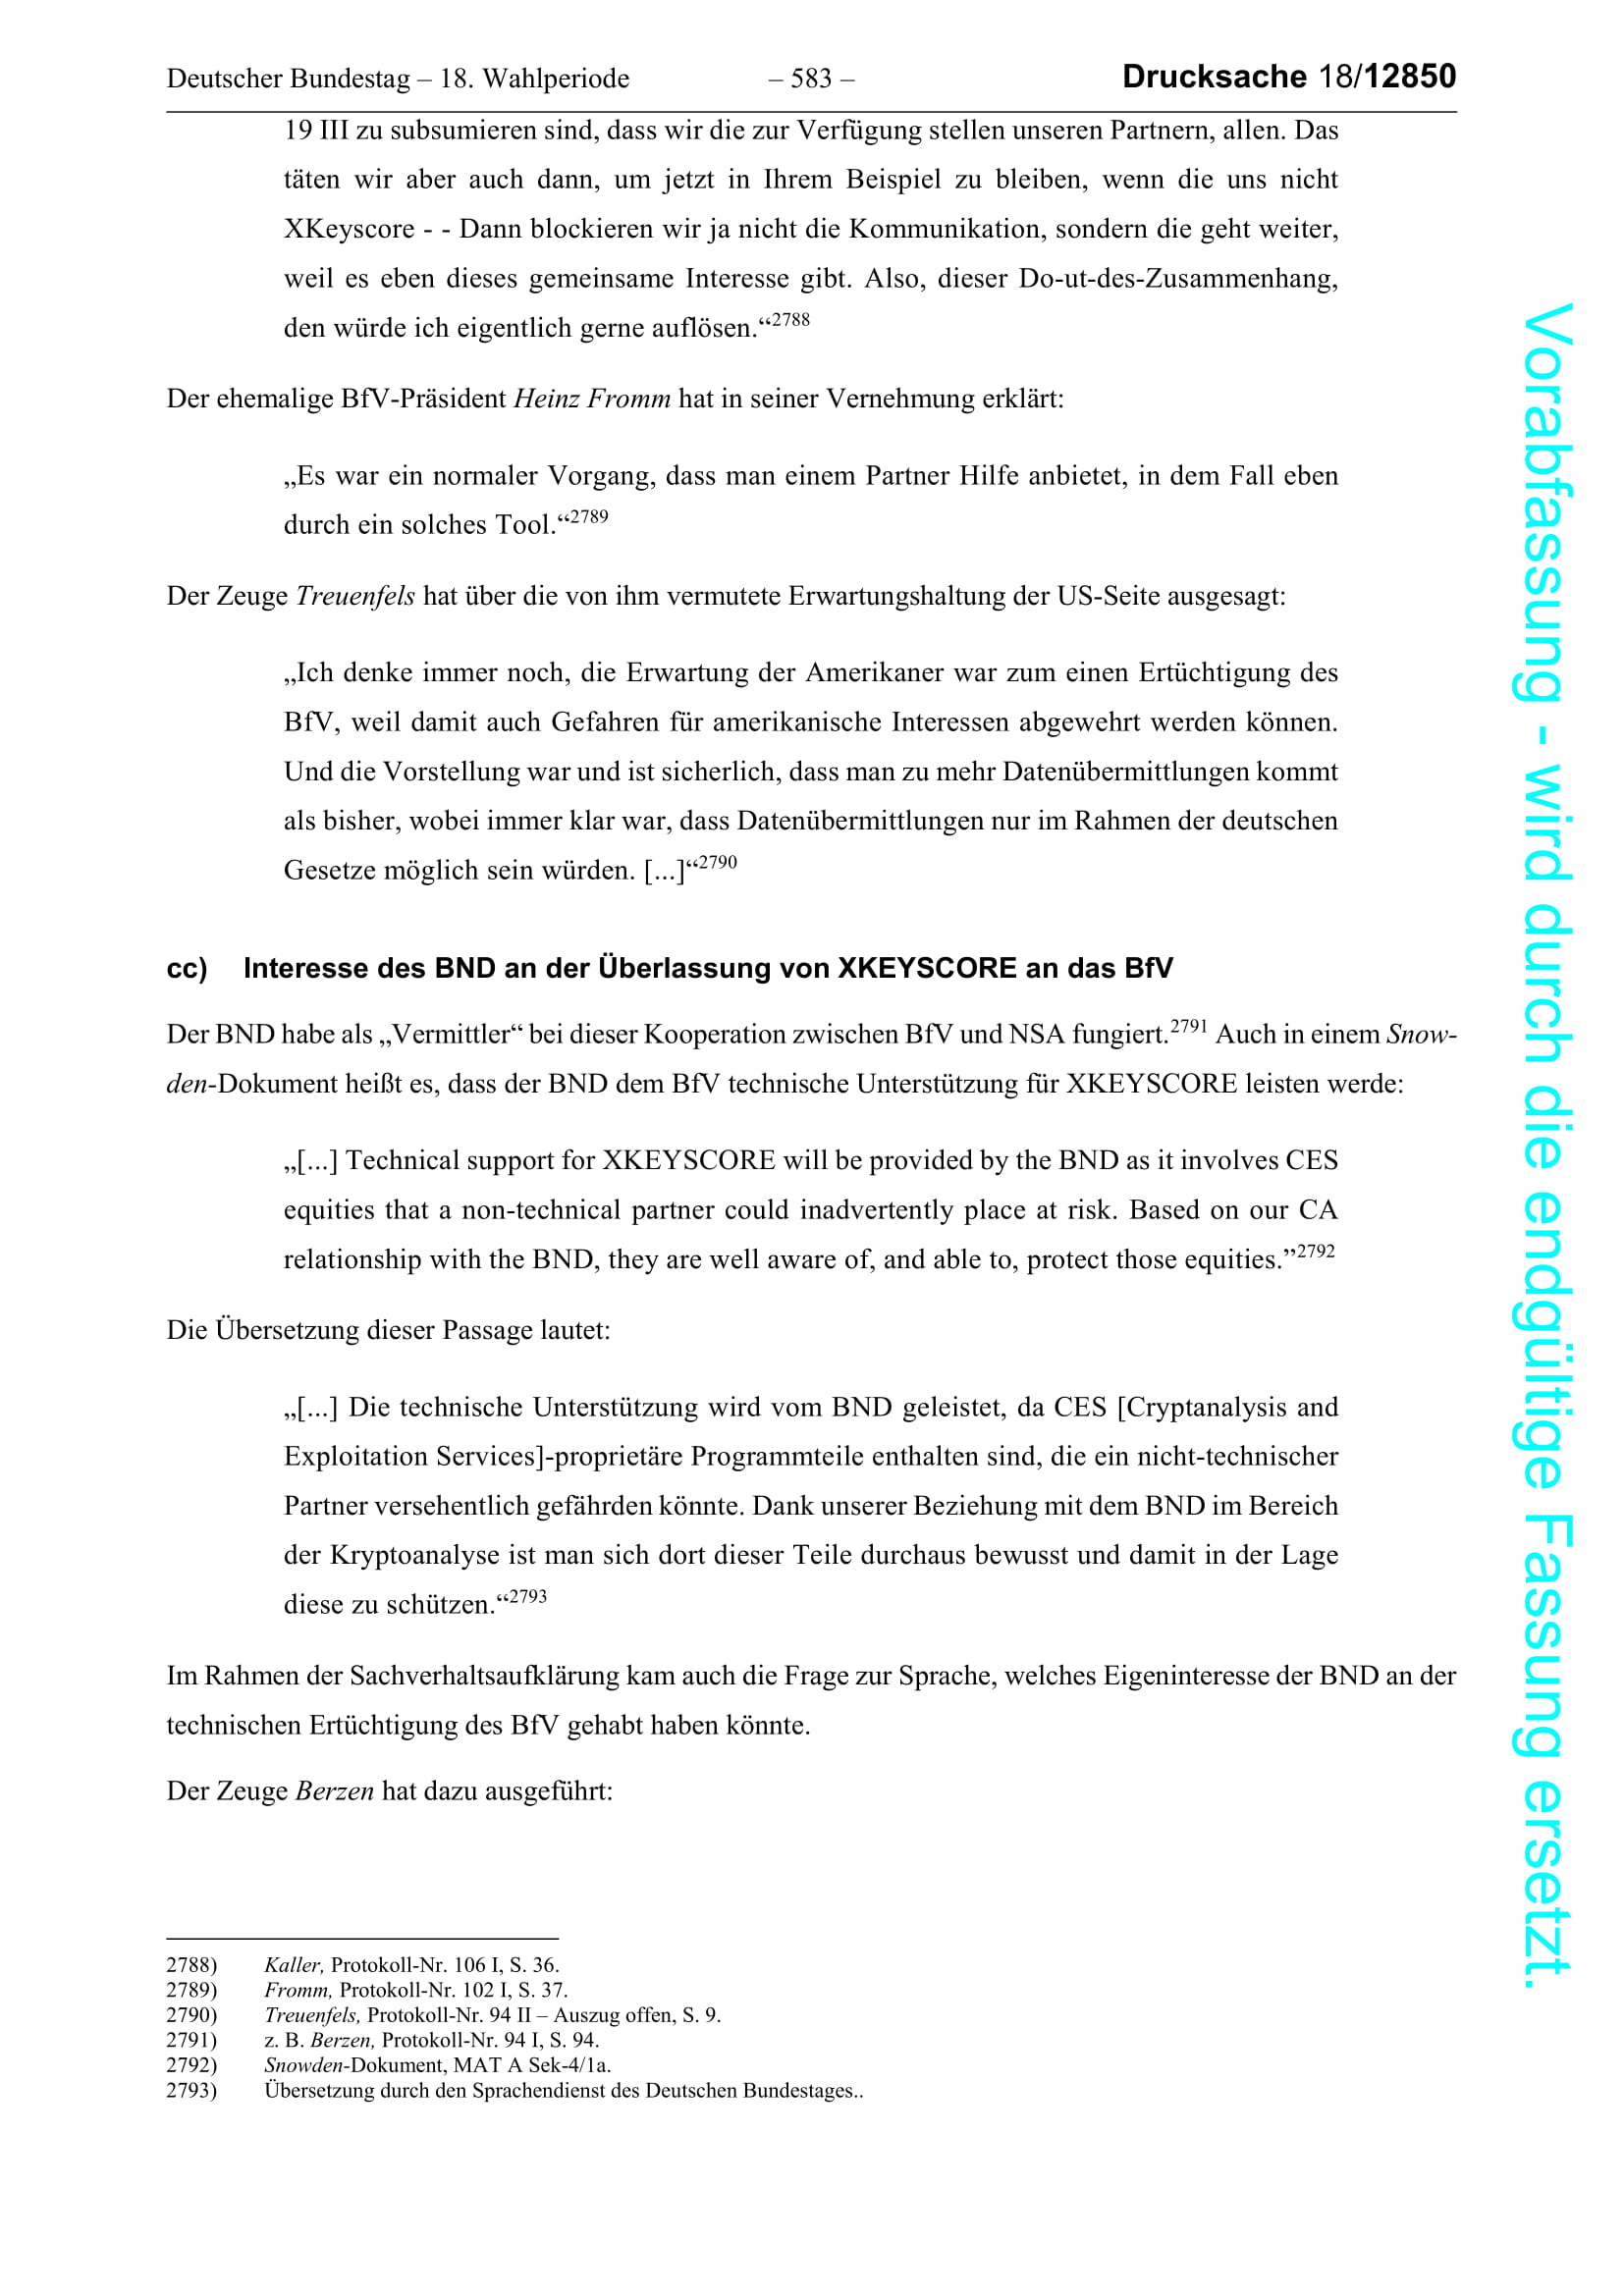 Deutscher Bundestag – 18. Wahlperiode – 583 – Drucksache 18/12850
19 III zu subsumieren sind, dass wir die zur Verfügung stellen unseren Partnern, allen. Das
täten wir aber auch dann, um jetzt in Ihrem Beispiel zu bleiben, wenn die uns nicht
XKeyscore - - Dann blockieren wir ja nicht die Kommunikation, sondern die geht weiter,
weil es eben dieses gemeinsame Interesse gibt. Also, dieser Do-ut-des-Zusammenhang,
den würde ich eigentlich gerne auflösen.“2788
Der ehemalige BfV-Präsident Heinz Fromm hat in seiner Vernehmung erklärt:
„Es war ein normaler Vorgang, dass man einem Partner Hilfe anbietet, in dem Fall eben
durch ein solches Tool.“2789
Der Zeuge Treuenfels hat über die von ihm vermutete Erwartungshaltung der US-Seite ausgesagt:
„Ich denke immer noch, die Erwartung der Amerikaner war zum einen Ertüchtigung des
BfV, weil damit auch Gefahren für amerikanische Interessen abgewehrt werden können.
Und die Vorstellung war und ist sicherlich, dass man zu mehr Datenübermittlungen kommt
als bisher, wobei immer klar war, dass Datenübermittlungen nur im Rahmen der deutschen
Gesetze möglich sein würden. [...]“2790
cc) Interesse des BND an der Überlassung von XKEYSCORE an das BfV
Der BND habe als „Vermittler“ bei dieser Kooperation zwischen BfV und NSA fungiert.2791 Auch in einem Snow-
den-Dokument heißt es, dass der BND dem BfV technische Unterstützung für XKEYSCORE leisten werde:
„[...] Technical support for XKEYSCORE will be provided by the BND as it involves CES
equities that a non-technical partner could inadvertently place at risk. Based on our CA
relationship with the BND, they are well aware of, and able to, protect those equities.”2792
Die Übersetzung dieser Passage lautet:
„[...] Die technische Unterstützung wird vom BND geleistet, da CES [Cryptanalysis and
Exploitation Services]-proprietäre Programmteile enthalten sind, die ein nicht-technischer
Partner versehentlich gefährden könnte. Dank unserer Beziehung mit dem BND im Bereich
der Kryptoanalyse ist man sich dort dieser Teile durchaus bewusst und damit in der Lage
diese zu schützen.“2793
Im Rahmen der Sachverhaltsaufklärung kam auch die Frage zur Sprache, welches Eigeninteresse der BND an der
technischen Ertüchtigung des BfV gehabt haben könnte.
Der Zeuge Berzen hat dazu ausgeführt:
2788) Kaller, Protokoll-Nr. 106 I, S. 36.
2789) Fromm, Protokoll-Nr. 102 I, S. 37.
2790) Treuenfels, Protokoll-Nr. 94 II – Auszug offen, S. 9.
2791) z. B. Berzen, Protokoll-Nr. 94 I, S. 94.
2792) Snowden-Dokument, MAT A Sek-4/1a.
2793) Übersetzung durch den Sprachendienst des Deutschen Bundestages..
Vorabfassung - wird durch die endgültige Fassung ersetzt.